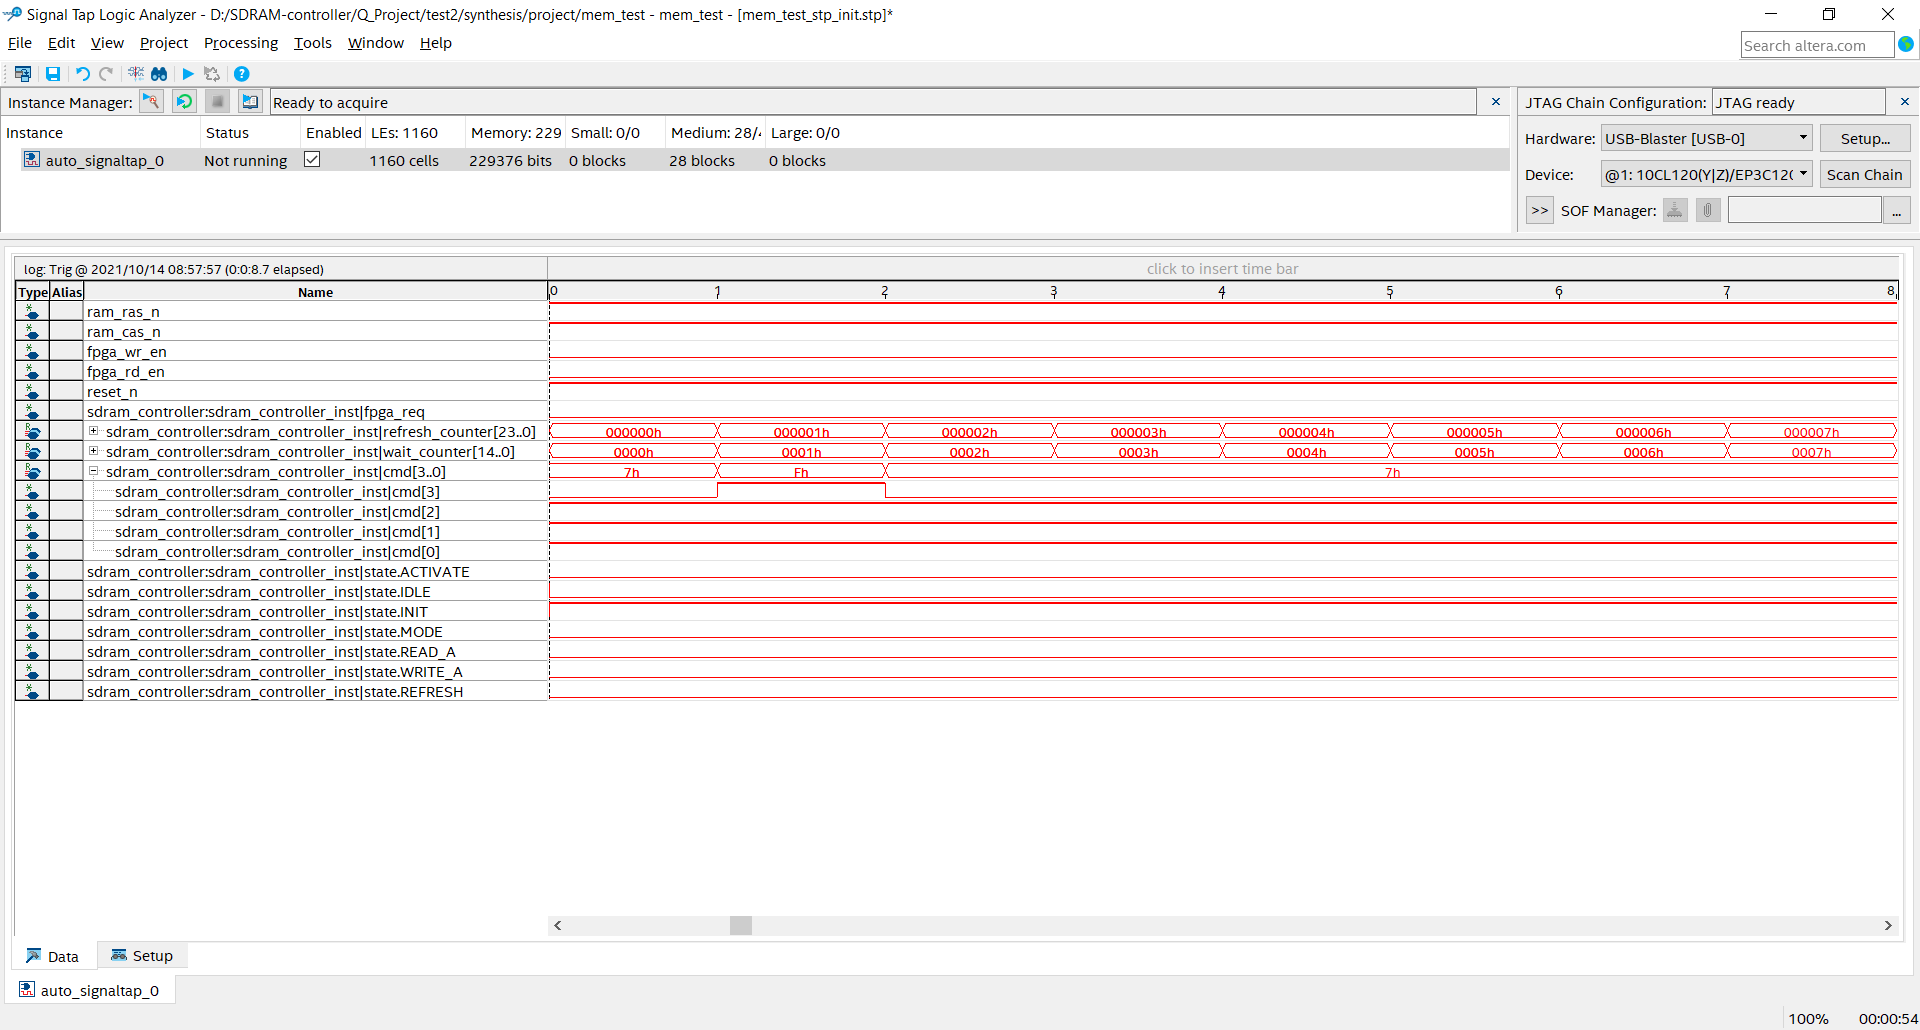 Signal Tap Logic Analyzer - D:/SDRAM-controller/Q_Project/test2/synthesis/project/mem_test - mem_test - [mem_test_stp_init.stp]*
File Edit View Project Processing Tools Window Help
Search altera.com
Instance Manager: Ready to acquire
JTAG Chain Configuration: JTAG ready
Instance Status Enabled LEs: 1160 Memory: 229 Small: 0/0 Medium: 28/ Large: 0/0
auto_signaltap_0 Not running 1160 cells 229376 bits 0 blocks 28 blocks 0 blocks
Hardware: USB-Blaster [USB-0] Setup...
Device: @1: 10CL120(Y|Z)/EP3C120 Scan Chain
>> SOF Manager: ...
log: Trig @ 2021/10/14 08:57:57 (0:0:8.7 elapsed) click to insert time bar
Type Alias Name 0 1 2 3 4 5 6 7 8
ram_ras_n
ram_cas_n
fpga_wr_en
fpga_rd_en
reset_n
sdram_controller:sdram_controller_inst|fpga_req
sdram_controller:sdram_controller_inst|refresh_counter[23..0] 000000h 000001h 000002h 000003h 000004h 000005h 000006h 000007h
sdram_controller:sdram_controller_inst|wait_counter[14..0] 0000h 0001h 0002h 0003h 0004h 0005h 0006h 0007h
sdram_controller:sdram_controller_inst|cmd[3..0] 7h Fh 7h
sdram_controller:sdram_controller_inst|cmd[3]
sdram_controller:sdram_controller_inst|cmd[2]
sdram_controller:sdram_controller_inst|cmd[1]
sdram_controller:sdram_controller_inst|cmd[0]
sdram_controller:sdram_controller_inst|state.ACTIVATE
sdram_controller:sdram_controller_inst|state.IDLE
sdram_controller:sdram_controller_inst|state.INIT
sdram_controller:sdram_controller_inst|state.MODE
sdram_controller:sdram_controller_inst|state.READ_A
sdram_controller:sdram_controller_inst|state.WRITE_A
sdram_controller:sdram_controller_inst|state.REFRESH
Data Setup
auto_signaltap_0
100% 00:00:54